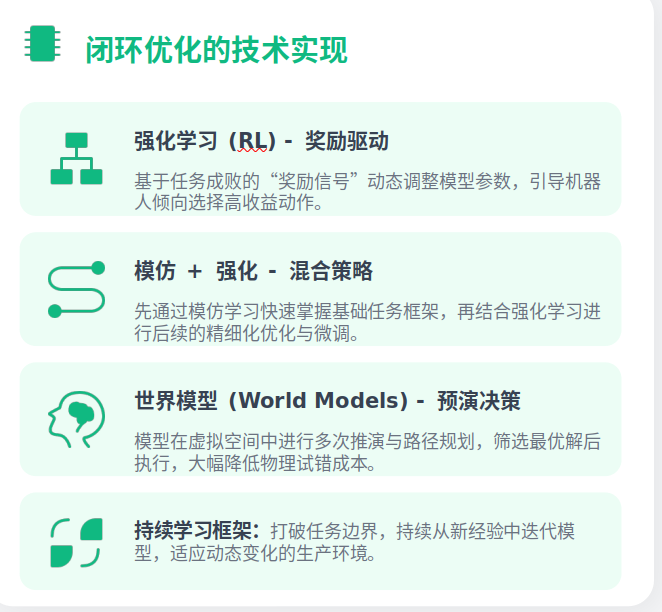 闭环优化的技术实现
强化学习 (RL) - 奖励驱动
基于任务成败的“奖励信号”动态调整模型参数，引导机器
人倾向选择高收益动作。
模仿 + 强化 - 混合策略
先通过模仿学习快速掌握基础任务框架，再结合强化学习进
行后续的精细化优化与微调。
世界模型 (World Models) - 预演决策
模型在虚拟空间中进行多次推演与路径规划，筛选最优解后
执行，大幅降低物理试错成本。
持续学习框架：打破任务边界，持续从新经验中迭代模
型，适应动态变化的生产环境。